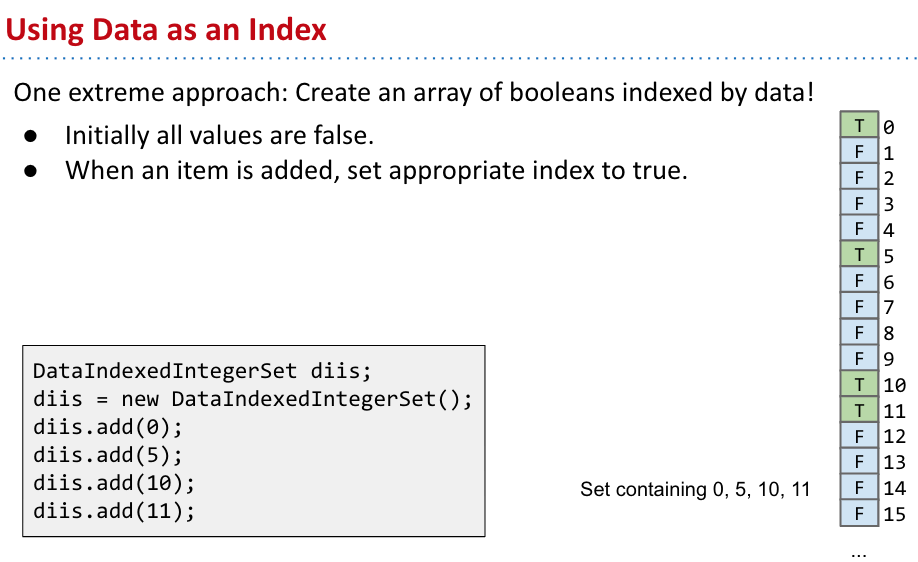 Using Data as an Index
One extreme approach: Create an array of booleans indexed by data!
● Initially all values are false.
● When an item is added, set appropriate index to true.
DataIndexedIntegerSet diis;
diis = new DataIndexedIntegerSet();
diis.add(0);
diis.add(5);
diis.add(10);
diis.add(11);
Set containing 0, 5, 10, 11
T 0
F 1
F 2
F 3
F 4
T 5
F 6
F 7
F 8
F 9
T 10
T 11
F 12
F 13
F 14
F 15
...